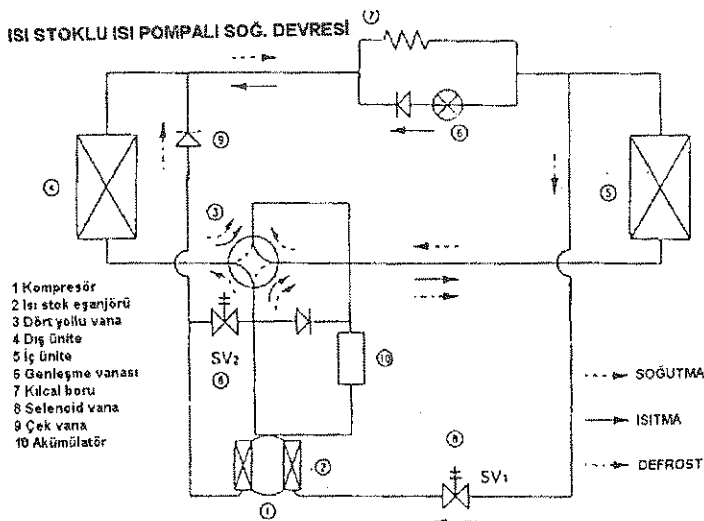 ISI STOKLU ISI POMPALI SOĞ. DEVRESİ
7
6
9
4
3
5
1 Kompresör
2 Isı stok eşanjörü
3 Dört yollu vana
4 Dış ünite
5 İç ünite
6 Genleşme vanası
7 Kılcal boru
8 Selenoid vana
9 Çek vana
10 Akümülatör
SV2
8
10
SOĞUTMA
ISITMA
DEFROST
8
SV1
2
1